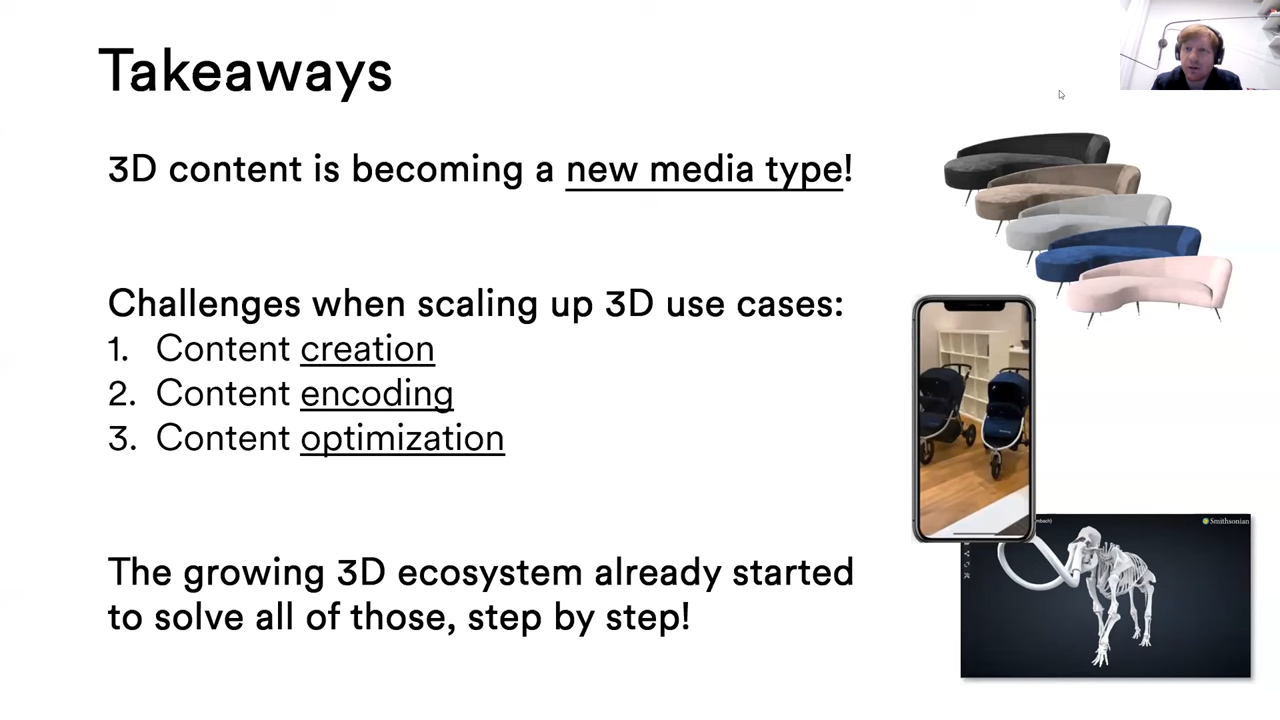 Takeaways
3D content is becoming a new media type!
Challenges when scaling up 3D use cases:
1. Content creation
2. Content encoding
3. Content optimization
The growing 3D ecosystem already started
to solve all of those, step by step!
Smithsonian